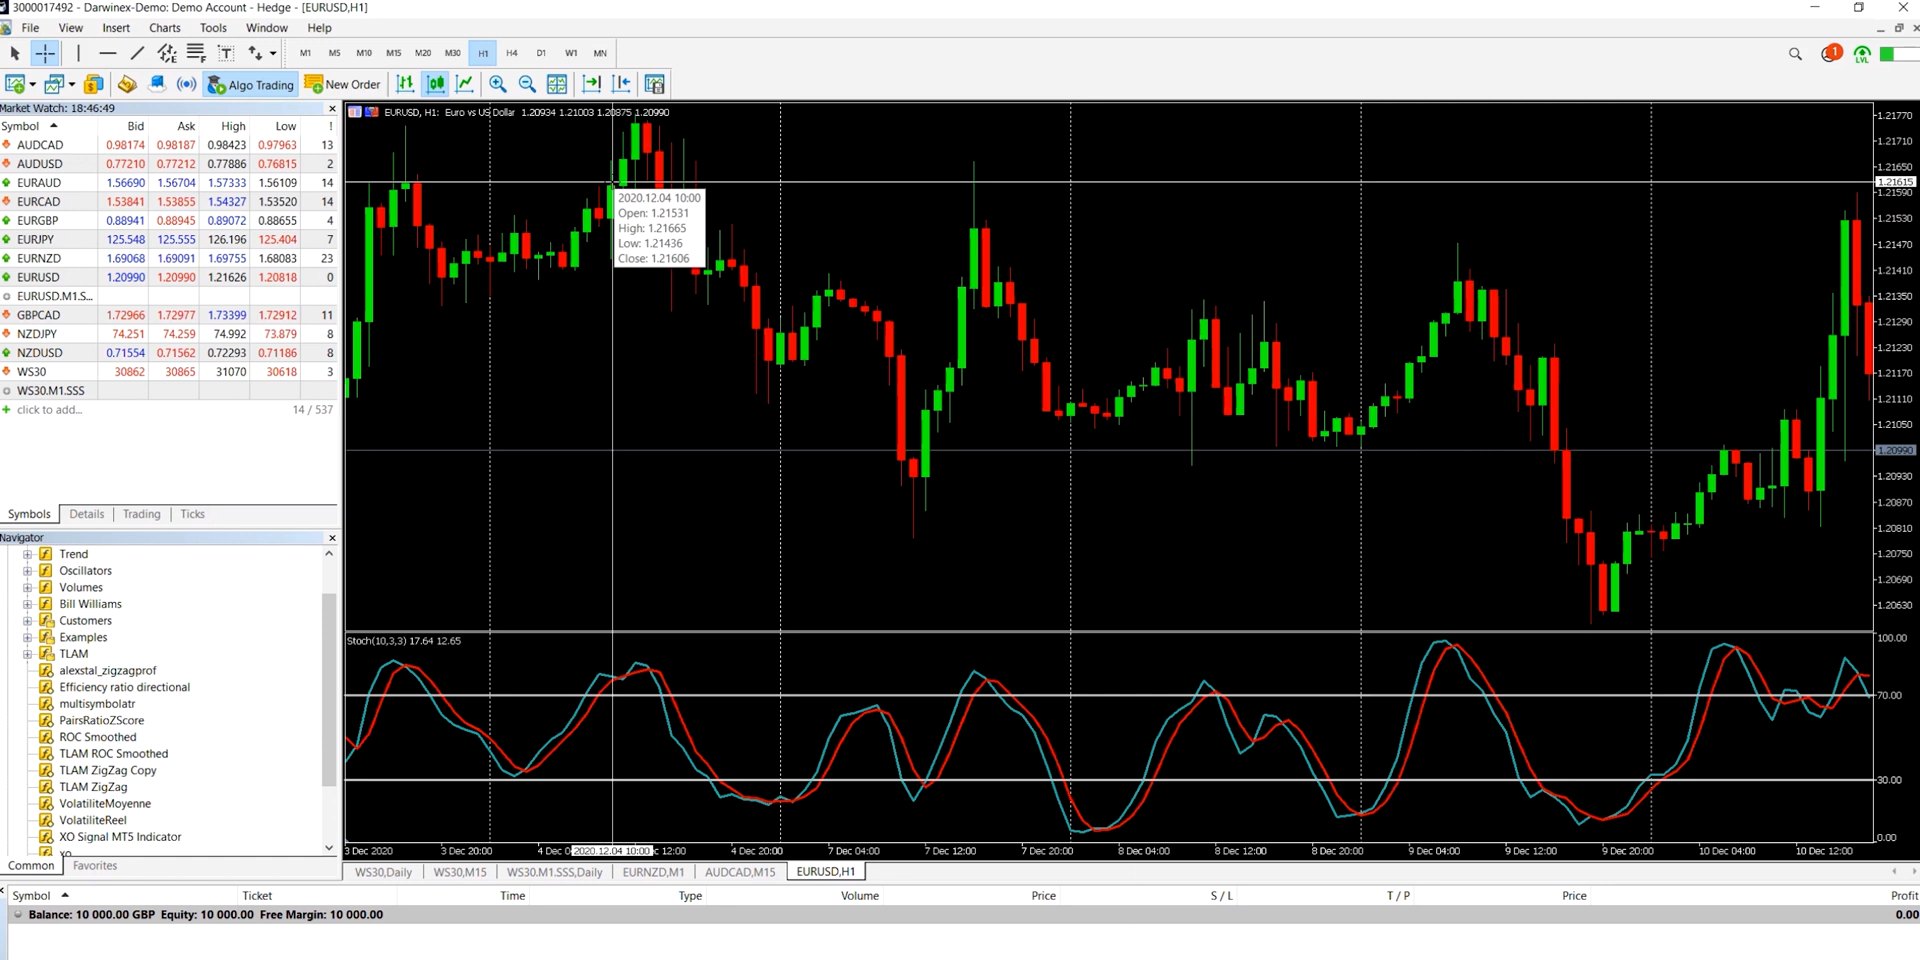 3000017492 - Darwinex-Demo: Demo Account - Hedge - [EURUSD,H1]
File View Insert Charts Tools Window Help
M1 M5 M10 M15 M20 M30 H1 H4 D1 W1 MN
1
LVL
Algo Trading New Order
Market Watch: 18:46:49
Symbol Bid Ask High Low !
AUDCAD 0.98174 0.98187 0.98423 0.97963 13
AUDUSD 0.77210 0.77212 0.77886 0.76815 2
EURAUD 1.56690 1.56704 1.57333 1.56109 14
EURCAD 1.53841 1.53855 1.54327 1.53520 14
EURGBP 0.88941 0.88945 0.89072 0.88655 4
EURJPY 125.548 125.555 126.196 125.404 7
EURNZD 1.69068 1.69091 1.69755 1.68083 23
EURUSD 1.20990 1.20990 1.21626 1.20818 0
EURUSD.M1.S...
GBPCAD 1.72966 1.72977 1.73399 1.72912 11
NZDJPY 74.251 74.259 74.992 73.879 8
NZDUSD 0.71554 0.71562 0.72293 0.71186 8
WS30 30862 30865 31070 30618 3
WS30.M1.SSS
click to add... 14 / 537
Symbols Details Trading Ticks
Navigator
Trend
Oscillators
Volumes
Bill Williams
Customers
Examples
TLAM
alexstal_zigzagprof
Efficiency ratio directional
multisymbolatr
PairsRatioZScore
ROC Smoothed
TLAM ROC Smoothed
TLAM ZigZag Copy
TLAM ZigZag
VolatiliteMoyenne
VolatiliteReel
XO Signal MT5 Indicator
xo
Common Favorites
EURUSD, H1: Euro vs US Dollar 1.20934 1.21003 1.20875 1.20990
2020.12.04 10:00
Open: 1.21531
High: 1.21665
Low: 1.21436
Close: 1.21606
1.21770
1.21710
1.21650
1.21615
1.21590
1.21530
1.21470
1.21410
1.21350
1.21290
1.21230
1.21170
1.21110
1.21050
1.20990
1.20930
1.20870
1.20810
1.20750
1.20690
1.20630
Stoch(10,3,3) 17.64 12.65
100.00
70.00
30.00
0.00
3 Dec 2020 3 Dec 20:00 4 Dec 2020.12.04 10:00 12:00 4 Dec 20:00 7 Dec 04:00 7 Dec 12:00 7 Dec 20:00 8 Dec 04:00 8 Dec 12:00 8 Dec 20:00 9 Dec 04:00 9 Dec 12:00 9 Dec 20:00 10 Dec 04:00 10 Dec 12:00
WS30,Daily WS30,M15 WS30.M1.SSS,Daily EURNZD,M1 AUDCAD,M15 EURUSD,H1
Symbol Ticket Time Type Volume Price S / L T / P Price Profit
Balance: 10 000.00 GBP Equity: 10 000.00 Free Margin: 10 000.00 0.00